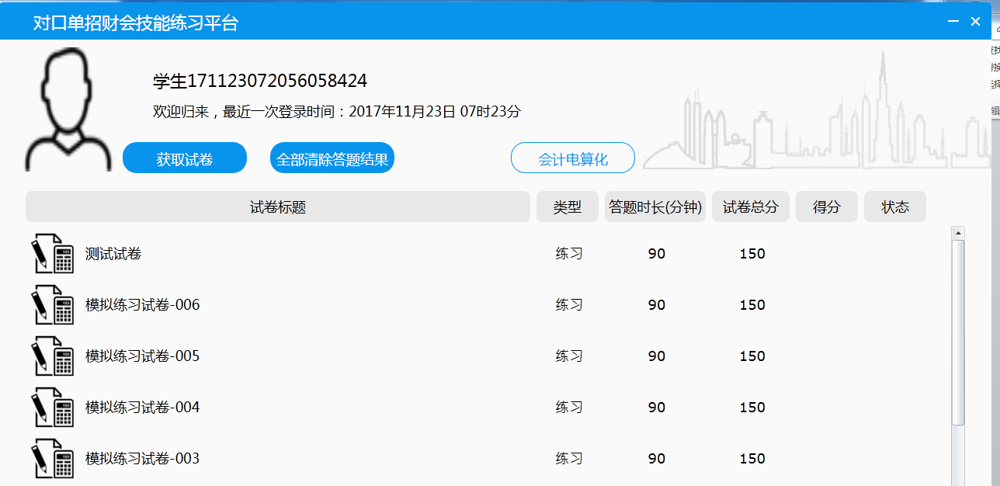 对口单招财会技能练习平台
学生171123072056058424
欢迎归来，最近一次登录时间：2017年11月23日 07时23分
获取试卷 全部清除答题结果 会计电算化
试卷标题 类型 答题时长(分钟) 试卷总分 得分 状态
测试试卷 练习 90 150
模拟练习试卷-006 练习 90 150
模拟练习试卷-005 练习 90 150
模拟练习试卷-004 练习 90 150
模拟练习试卷-003 练习 90 150